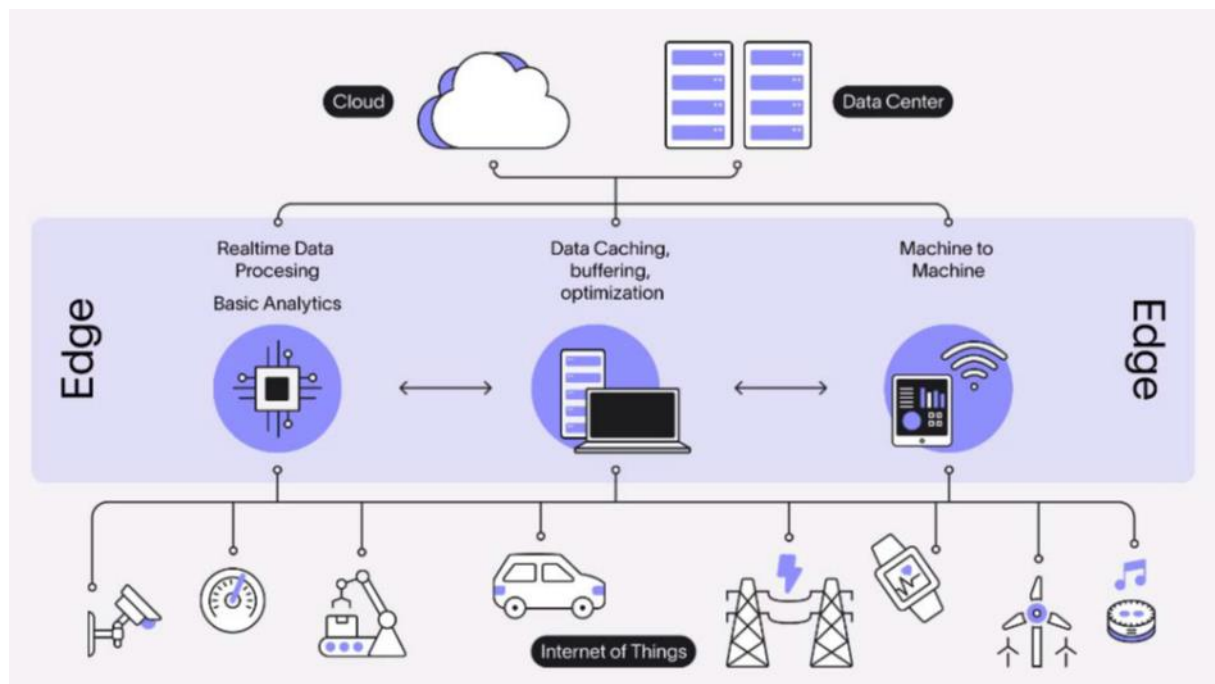 Cloud
Data Center
Realtime Data
Procesing
Basic Analytics
Data Caching,
buffering,
optimization
Machine to
Machine
Edge
Edge
Internet of Things